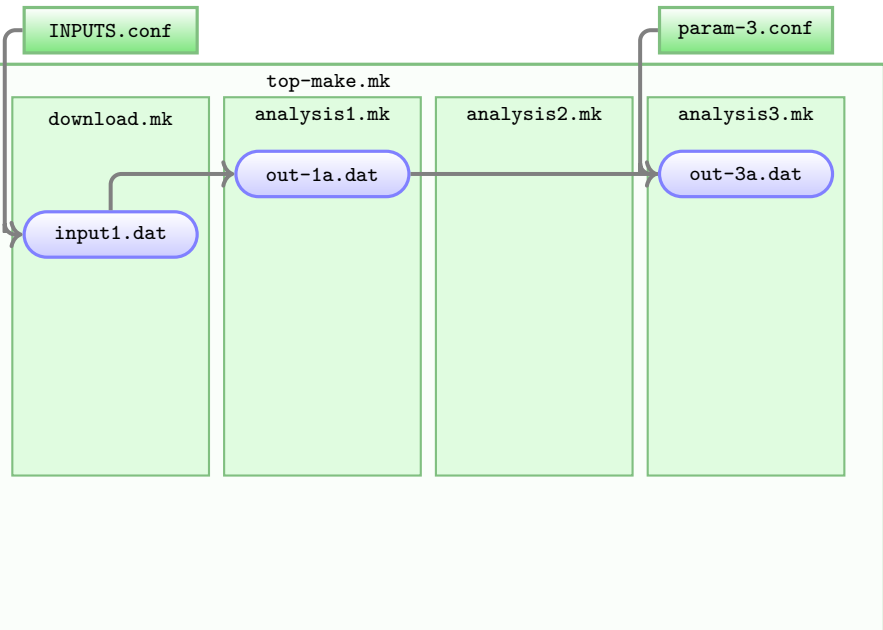 INPUTS.conf
param-3.conf
top-make.mk
download.mk
analysis1.mk
analysis2.mk
analysis3.mk
out-1a.dat
out-3a.dat
input1.dat